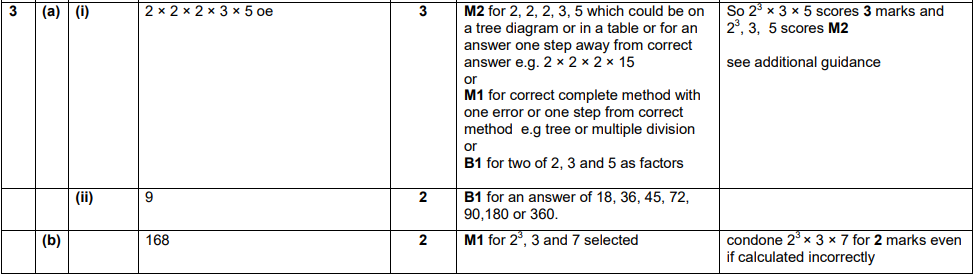 3 (a) (i) 2 × 2 × 2 × 3 × 5 oe 3 M2 for 2, 2, 2, 3, 5 which could be on So 2³ × 3 × 5 scores 3 marks and
a tree diagram or in a table or for an 2³, 3, 5 scores M2
answer one step away from correct
answer e.g. 2 × 2 × 2 × 15 see additional guidance
or
M1 for correct complete method with
one error or one step from correct
method e.g tree or multiple division
or
B1 for two of 2, 3 and 5 as factors
(ii) 9 2 B1 for an answer of 18, 36, 45, 72,
90,180 or 360.
(b) 168 2 M1 for 2³, 3 and 7 selected condone 2³ × 3 × 7 for 2 marks even
if calculated incorrectly